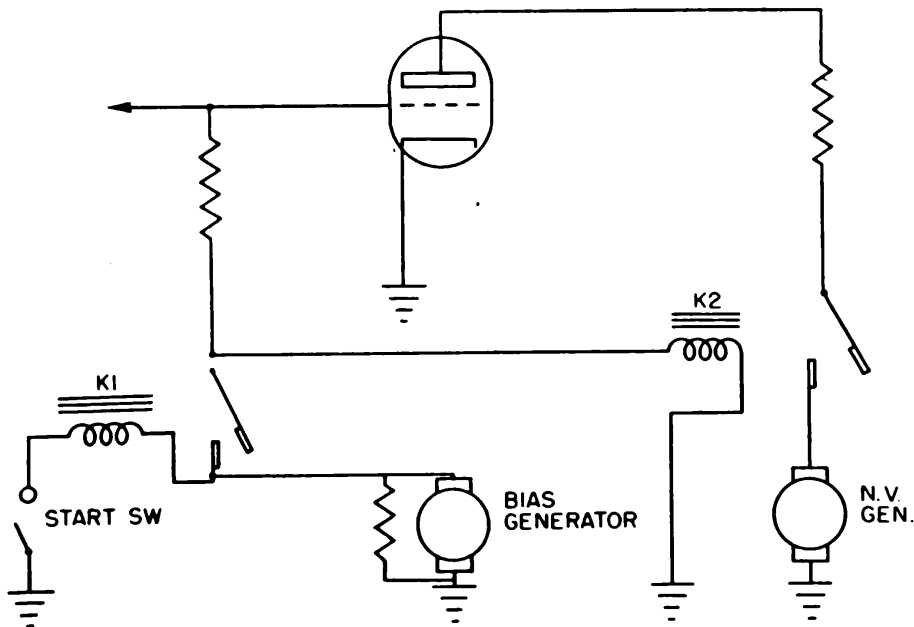 K2
K1
START SW
BIAS
GENERATOR
N.V.
GEN.